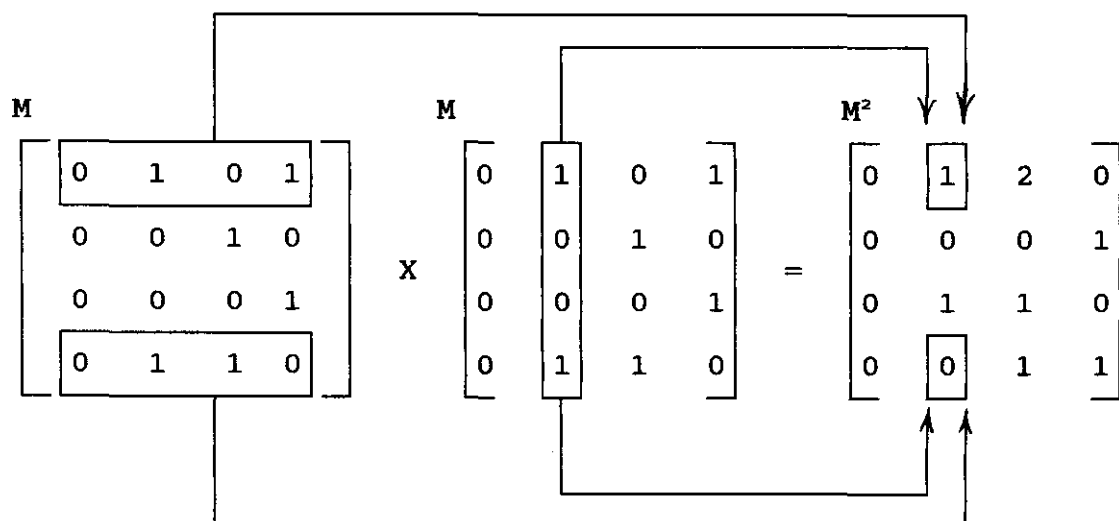 M M M²
0 1 0 1 0 1 0 1 0 1 2 0
0 0 1 0 0 0 1 0 0 0 0 1
X =
0 0 0 1 0 0 0 1 0 1 1 0
0 1 1 0 0 1 1 0 0 0 1 1